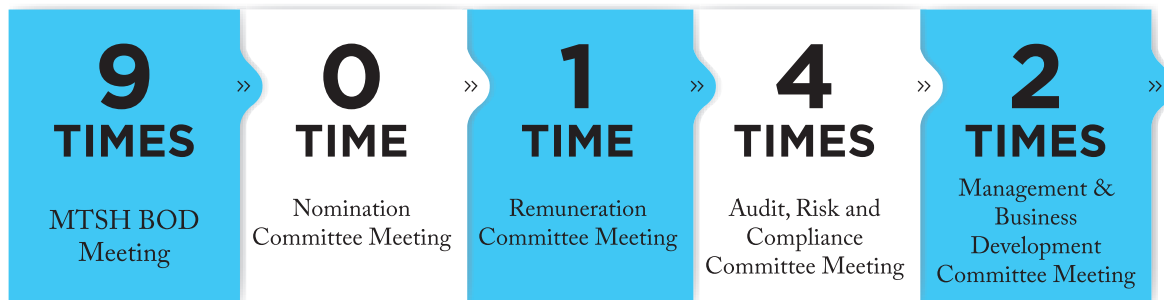 9
TIMES
MTSH BOD
Meeting
»
0
TIME
Nomination
Committee Meeting
»
1
TIME
Remuneration
Committee Meeting
»
4
TIMES
Audit, Risk and
Compliance
Committee Meeting
»
2
TIMES
Management &
Business
Development
Committee Meeting
»